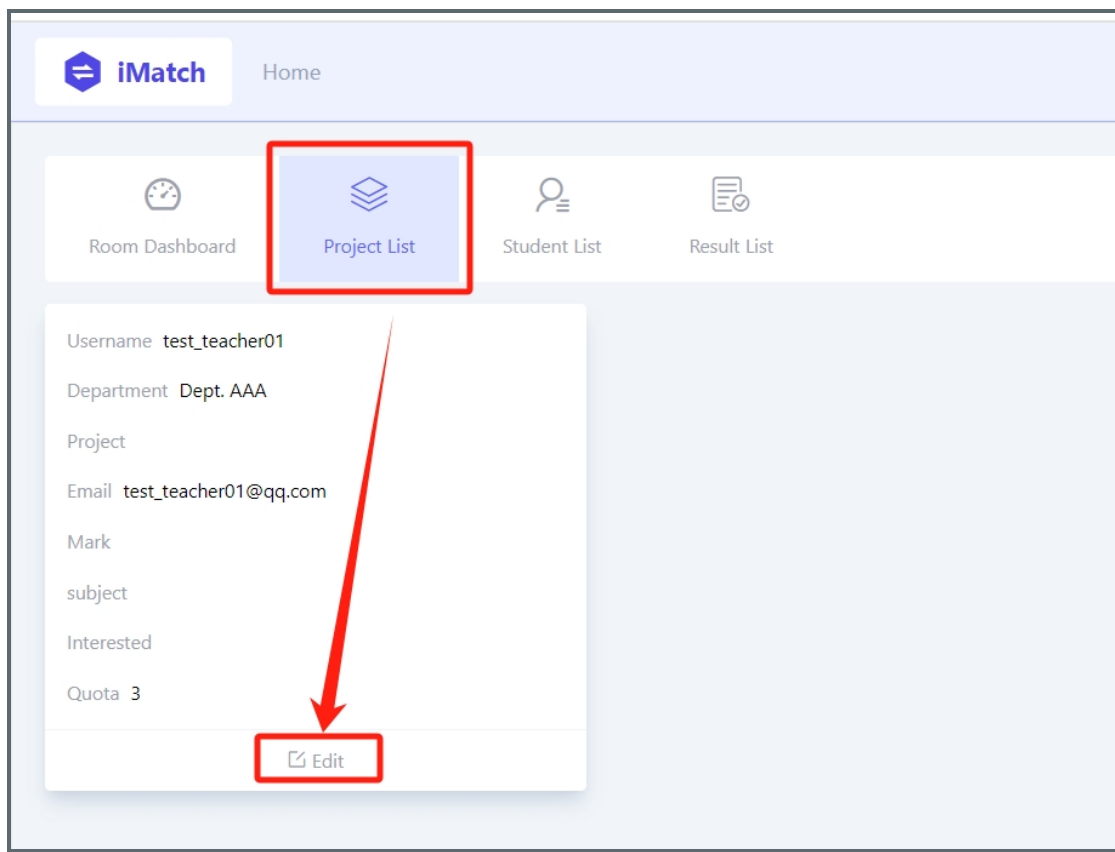 iMatch Home
Room Dashboard Project List Student List Result List
Username test_teacher01
Department Dept. AAA
Project
Email test_teacher01@qq.com
Mark
subject
Interested
Quota 3
Edit